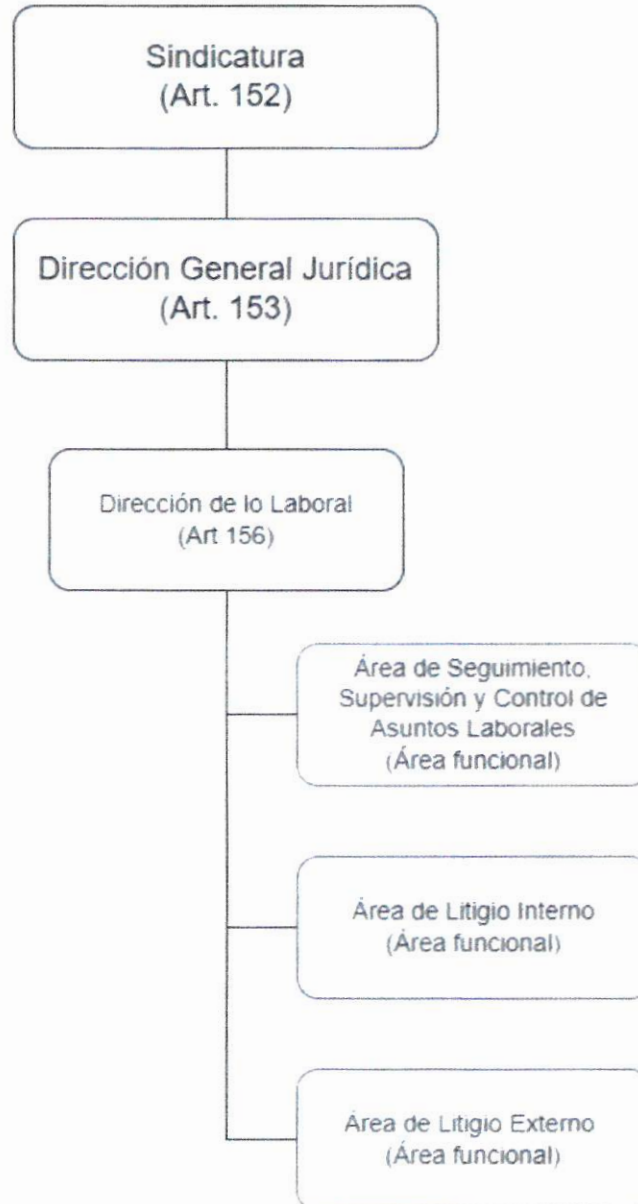 Sindicatura
(Art. 152)
Dirección General Jurídica
(Art. 153)
Dirección de lo Laboral
(Art 156)
Área de Seguimiento,
Supervisión y Control de
Asuntos Laborales
(Área funcional)
Área de Litigio Interno
(Área funcional)
Área de Litigio Externo
(Área funcional)